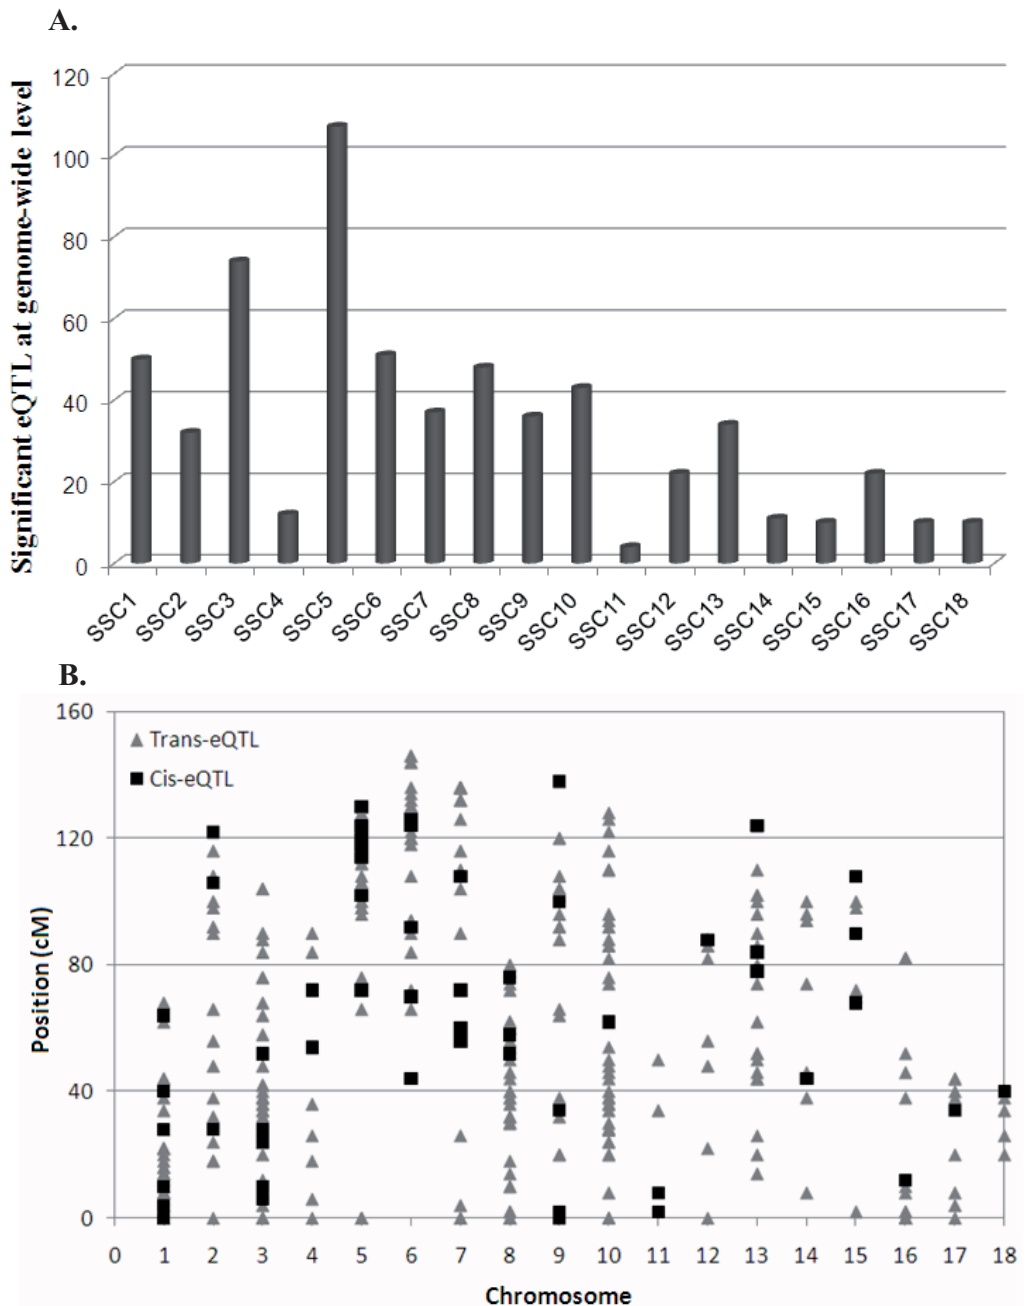 A.
Significant eQTL at genome-wide level
120
100
80
60
40
20
0
SSC1
SSC2
SSC3
SSC4
SSC5
SSC6
SSC7
SSC8
SSC9
SSC10
SSC11
SSC12
SSC13
SSC14
SSC15
SSC16
SSC17
SSC18
B.
Position (cM)
160
120
80
40
0
Trans-eQTL
Cis-eQTL
0 1 2 3 4 5 6 7 8 9 10 11 12 13 14 15 16 17 18
Chromosome